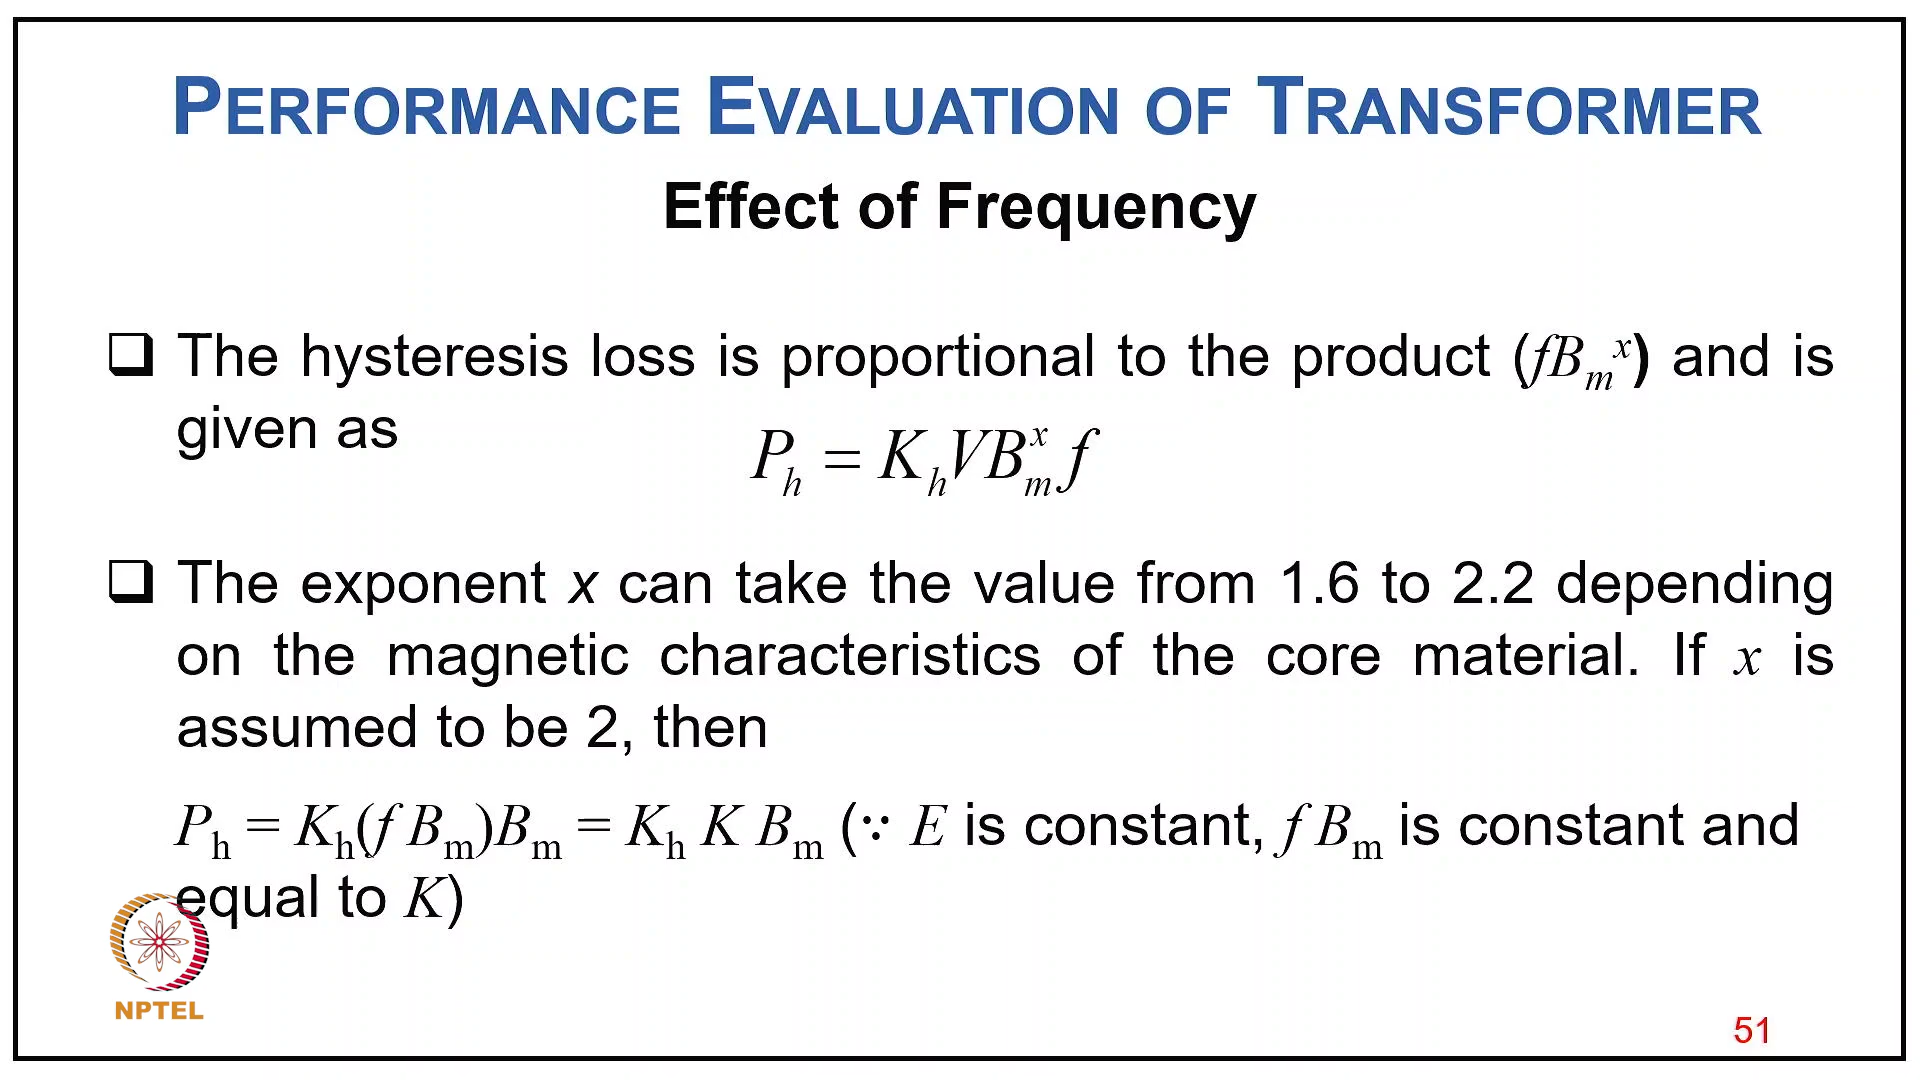 PERFORMANCE EVALUATION OF TRANSFORMER
Effect of Frequency
❑ The hysteresis loss is proportional to the product (fBₘˣ) and is
given as
Pₕ = KₕVBₘˣ f
❑ The exponent x can take the value from 1.6 to 2.2 depending
on the magnetic characteristics of the core material. If x is
assumed to be 2, then
Pₕ = Kₕ(f Bₘ)Bₘ = Kₕ K Bₘ (∵ E is constant, f Bₘ is constant and
equal to K)
NPTEL
51